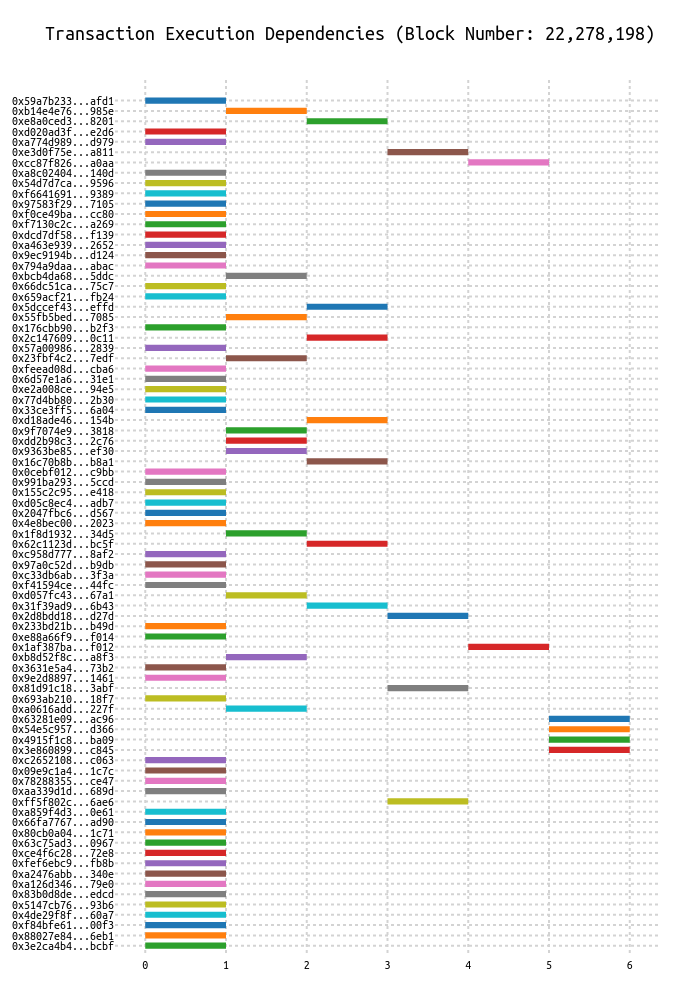 Transaction Execution Dependencies (Block Number: 22,278,198)
0x59a7b233...afd1
0xb14e4e76...985e
0xe8a0ced3...8201
0xd020ad3f...e2d6
0xa774d989...d979
0xe3d0f75e...a811
0xcc87f826...a0aa
0xa8c02404...140d
0x54d7d7ca...9596
0xf6641691...9389
0x97583f29...7105
0xf0ce49ba...cc80
0xf7130c2c...a269
0xdcd7df58...f139
0xa463e939...2652
0x9ec9194b...d124
0x794a9daa...abac
0xbcb4da68...5ddc
0x66dc51ca...75c7
0x659acf21...fb24
0x5dccef43...effd
0x55fb5bed...7085
0x176cbb90...b2f3
0x2c147609...0c11
0x57a00986...2839
0x23fbf4c2...7edf
0xfeead08d...cba6
0x6d57e1a6...31e1
0xe2a008ce...94e5
0x77d4bb80...2b30
0x33ce3ff5...6a04
0xd18ade46...154b
0x9f7074e9...3818
0xdd2b98c3...2c76
0x9363be85...ef30
0x16c70b8b...b8a1
0x0cebf012...c9bb
0x991ba293...5ccd
0x155c2c95...e418
0xd05c8ec4...adb7
0x2047fbc6...d567
0x4e8bec00...2023
0x1f8d1932...34d5
0x62c1123d...bc5f
0xc958d777...8af2
0x97a0c52d...b9db
0xc33db6ab...3f3a
0xf41594ce...44fc
0xd057fc43...67a1
0x31f39ad9...6b43
0x2d8bdd18...d27d
0x233bd21b...b49d
0xe88a66f9...f014
0x1af387ba...f012
0xb8d52f8c...a8f3
0x3631e5a4...73b2
0x9e2d8897...1461
0x81d91c18...3abf
0x693ab210...18f7
0xa0616add...227f
0x63281e09...ac96
0x54e5c957...d366
0x4915f1c8...ba09
0x3e860899...c845
0xc2652108...c063
0x09e9c1a4...1c7c
0x78288355...ce47
0xaa339d1d...689d
0xff5f802c...6ae6
0xa859f4d3...0e61
0x66fa7767...ad90
0x80cb0a04...1c71
0x63c75ad3...0967
0xce4f6c28...72e8
0xfef6ebc9...fb8b
0xa2476abb...340e
0xa126d346...79e0
0x83b0d8de...edcd
0x5147cb76...93b6
0x4de29f8f...60a7
0xf84bfe61...00f3
0x88027e84...6eb1
0x3e2ca4b4...bcbf
0 1 2 3 4 5 6